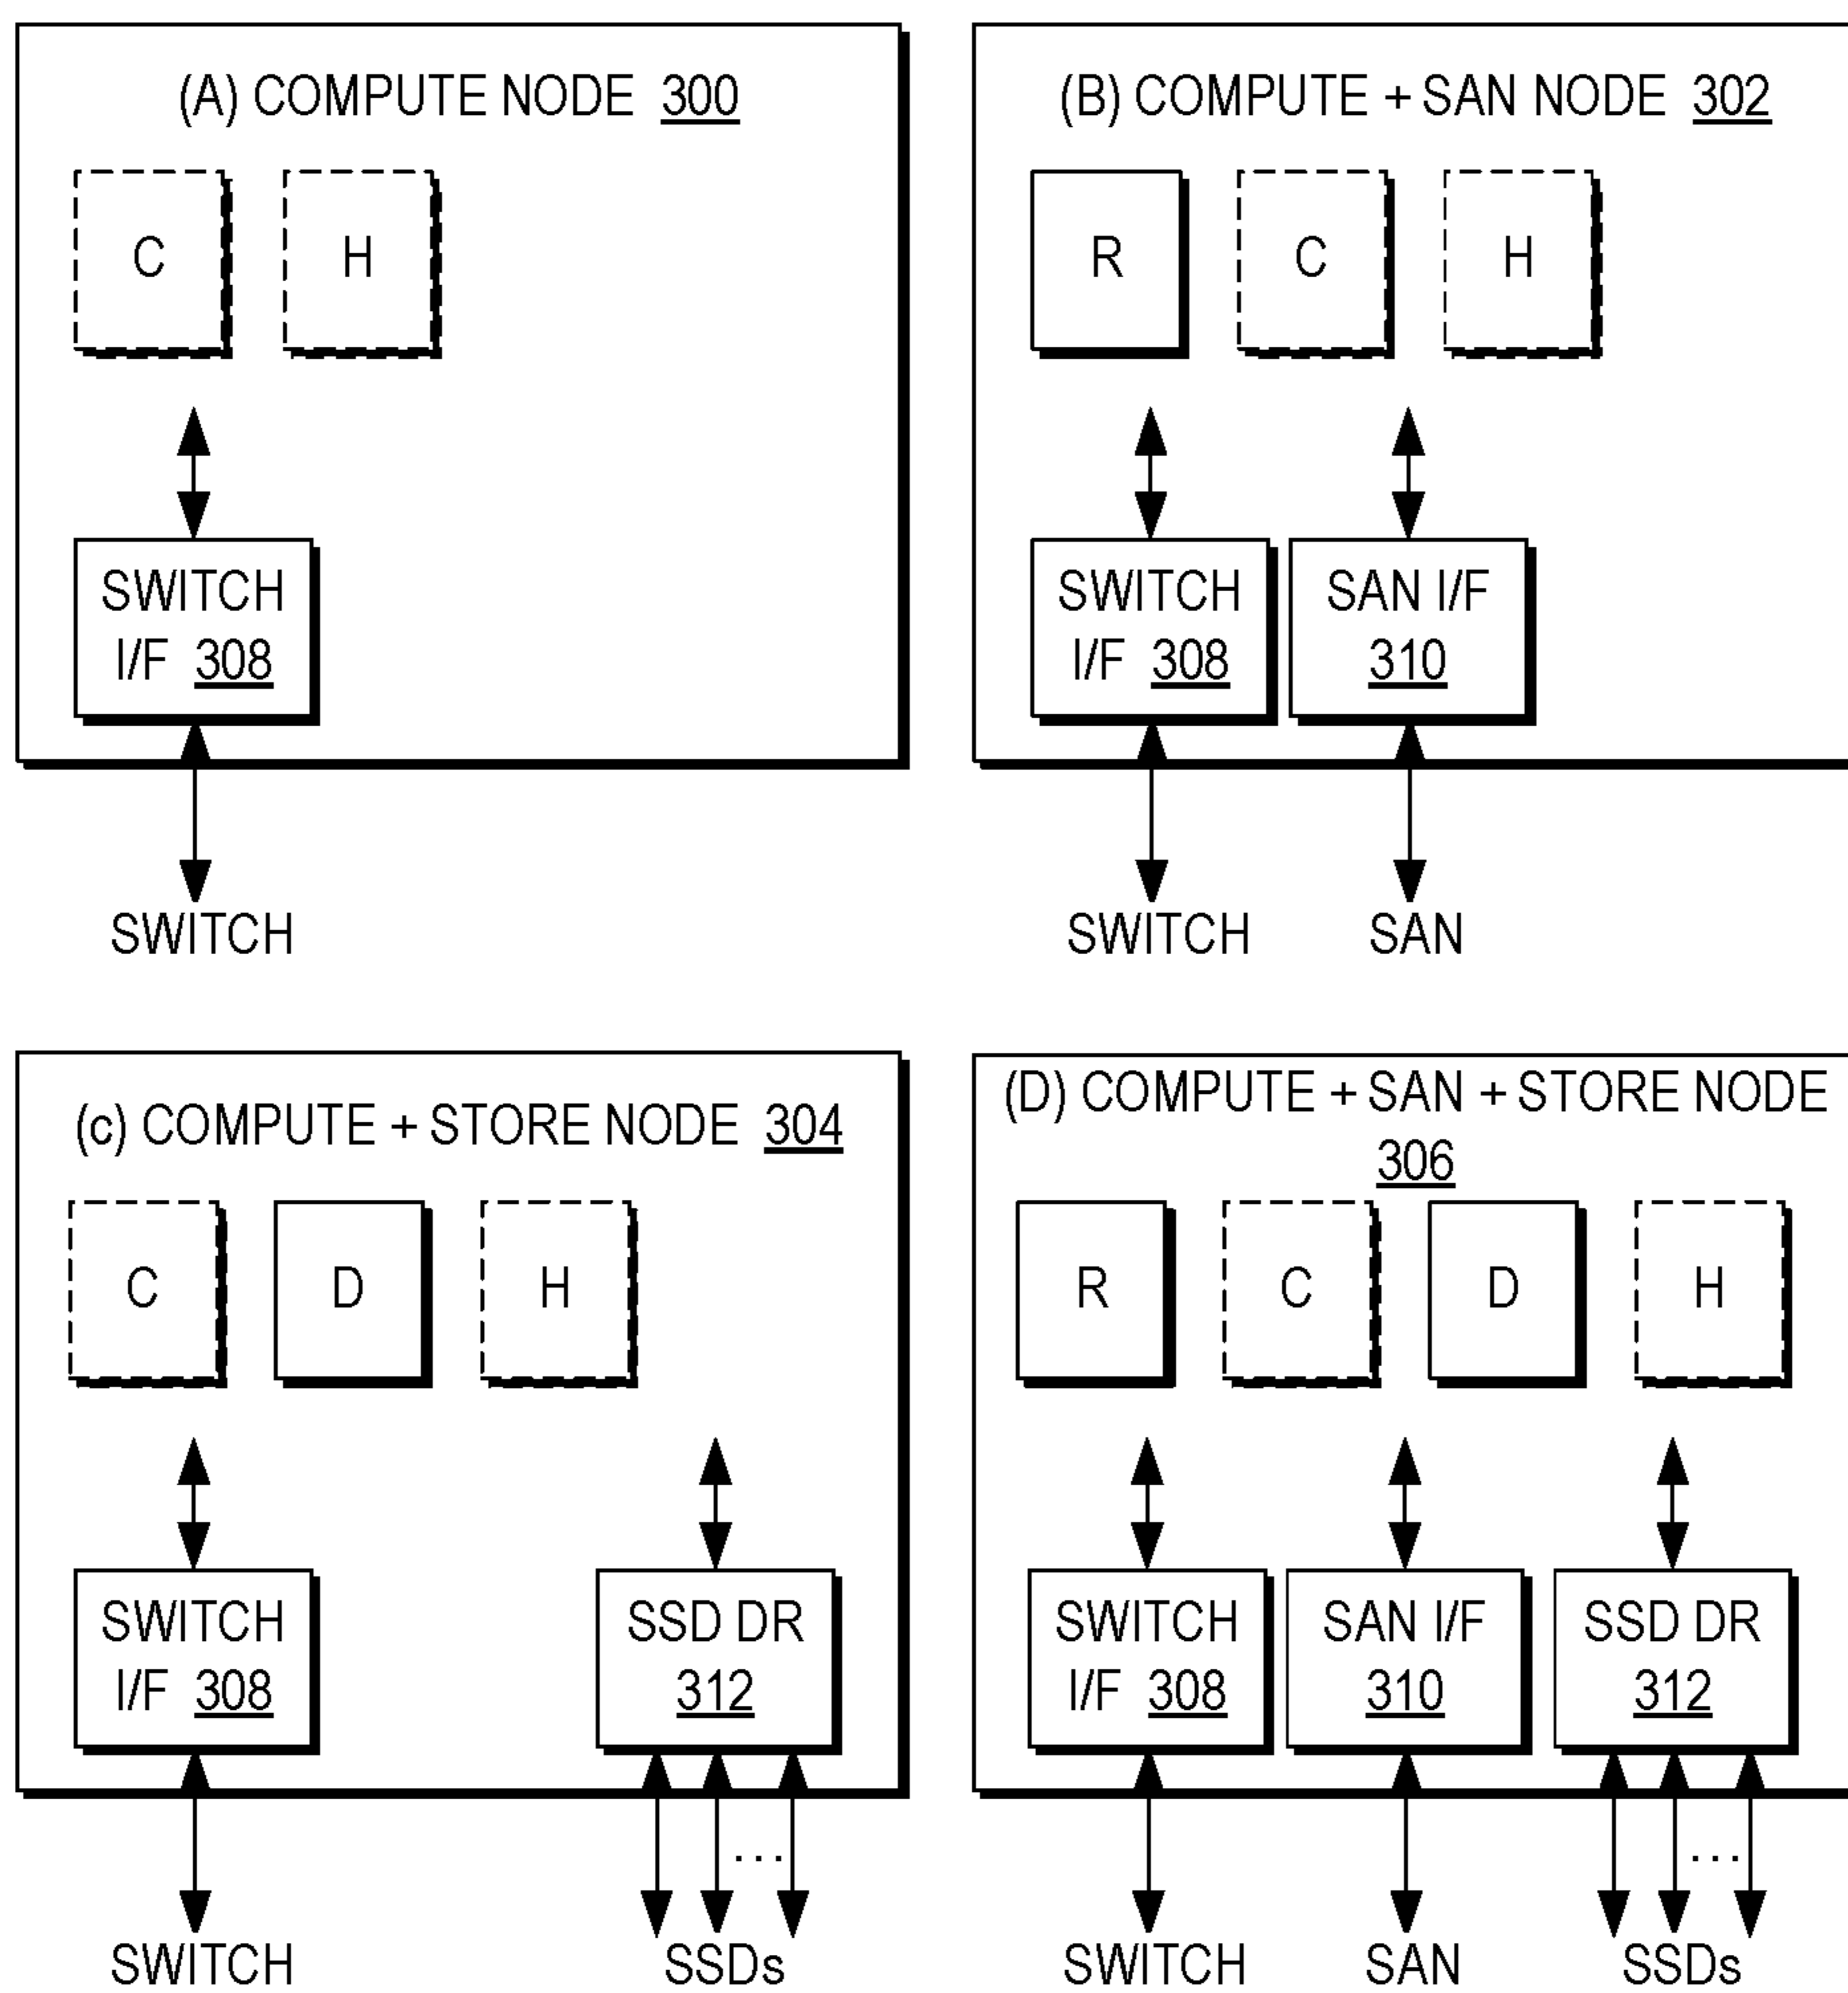 (A) COMPUTE NODE 300
C H
SWITCH
I/F 308
SWITCH
(B) COMPUTE + SAN NODE 302
R C H
SWITCH
I/F 308
SAN I/F
310
SWITCH SAN
(c) COMPUTE + STORE NODE 304
C D H
SWITCH
I/F 308
SSD DR
312
...
SWITCH SSDs
(D) COMPUTE + SAN + STORE NODE
306
R C D H
SWITCH
I/F 308
SAN I/F
310
SSD DR
312
...
SWITCH SAN SSDs